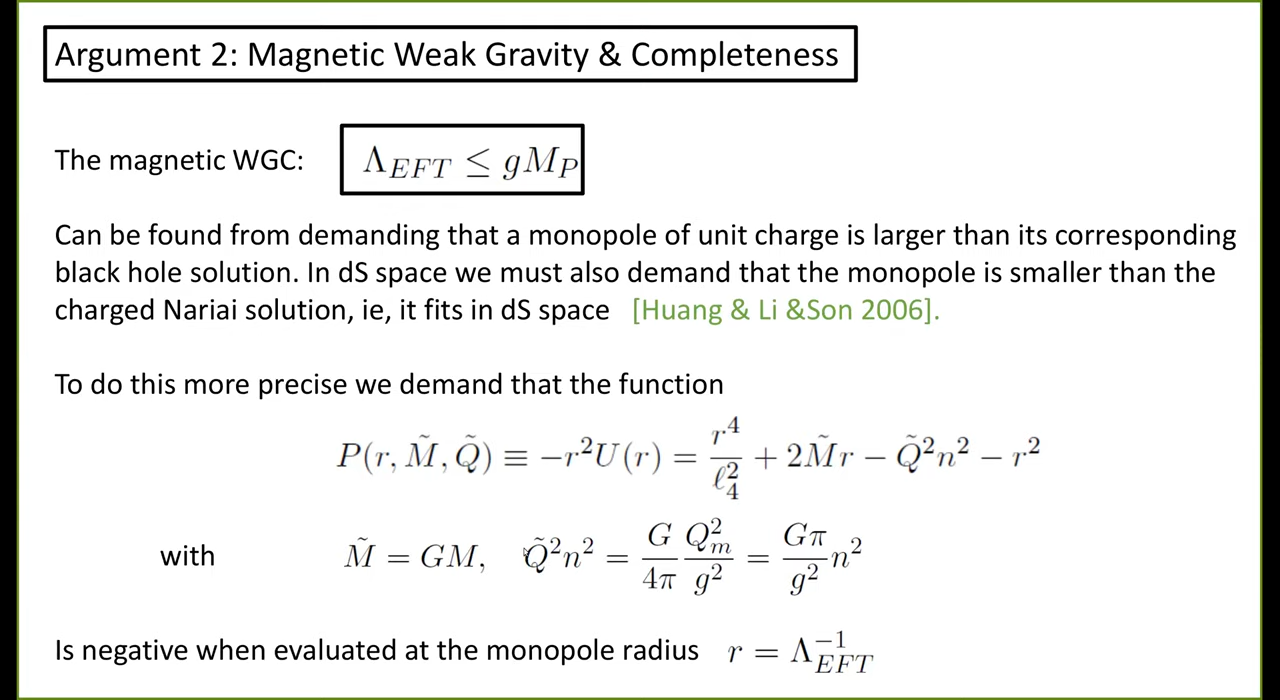 Argument 2: Magnetic Weak Gravity & Completeness
The magnetic WGC: Λ_{EFT} ≤ gM_P
Can be found from demanding that a monopole of unit charge is larger than its corresponding
black hole solution. In dS space we must also demand that the monopole is smaller than the
charged Nariai solution, ie, it fits in dS space [Huang & Li &Son 2006].
To do this more precise we demand that the function
P(r, M̃, Q̃) ≡ −r²U(r) = r⁴/ℓ₄² + 2M̃r − Q̃²n² − r²
with M̃ = GM, Q̃²n² = G/4π Q_m²/g² = Gπ/g² n²
Is negative when evaluated at the monopole radius r = Λ_{EFT}^{−1}